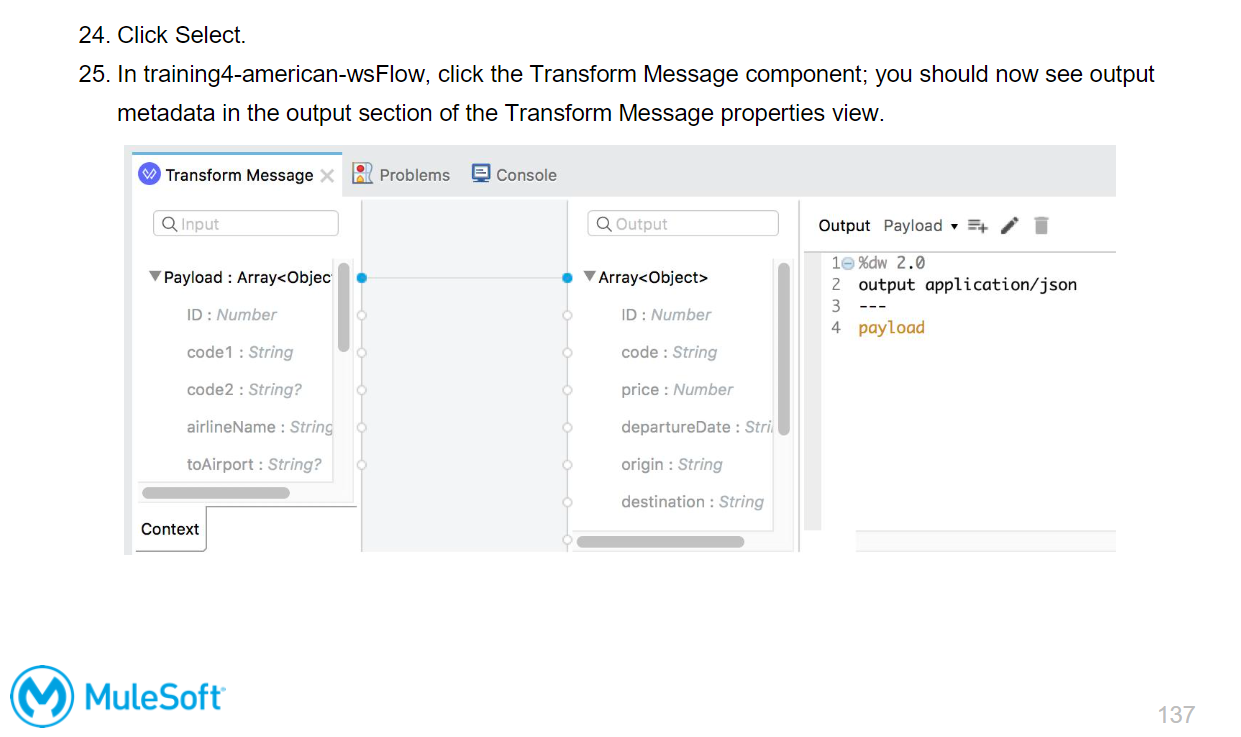 24. Click Select.
25. In training4-american-wsFlow, click the Transform Message component; you should now see output
metadata in the output section of the Transform Message properties view.
Transform Message Problems Console
Input
Output
Output Payload
Payload : Array<Objec
ID : Number
code1 : String
code2 : String?
airlineName : String
toAirport : String?
Context
Array<Object>
ID : Number
code : String
price : Number
departureDate : Stri
origin : String
destination : String
1 %dw 2.0
2 output application/json
3 ---
4 payload
MuleSoft
137